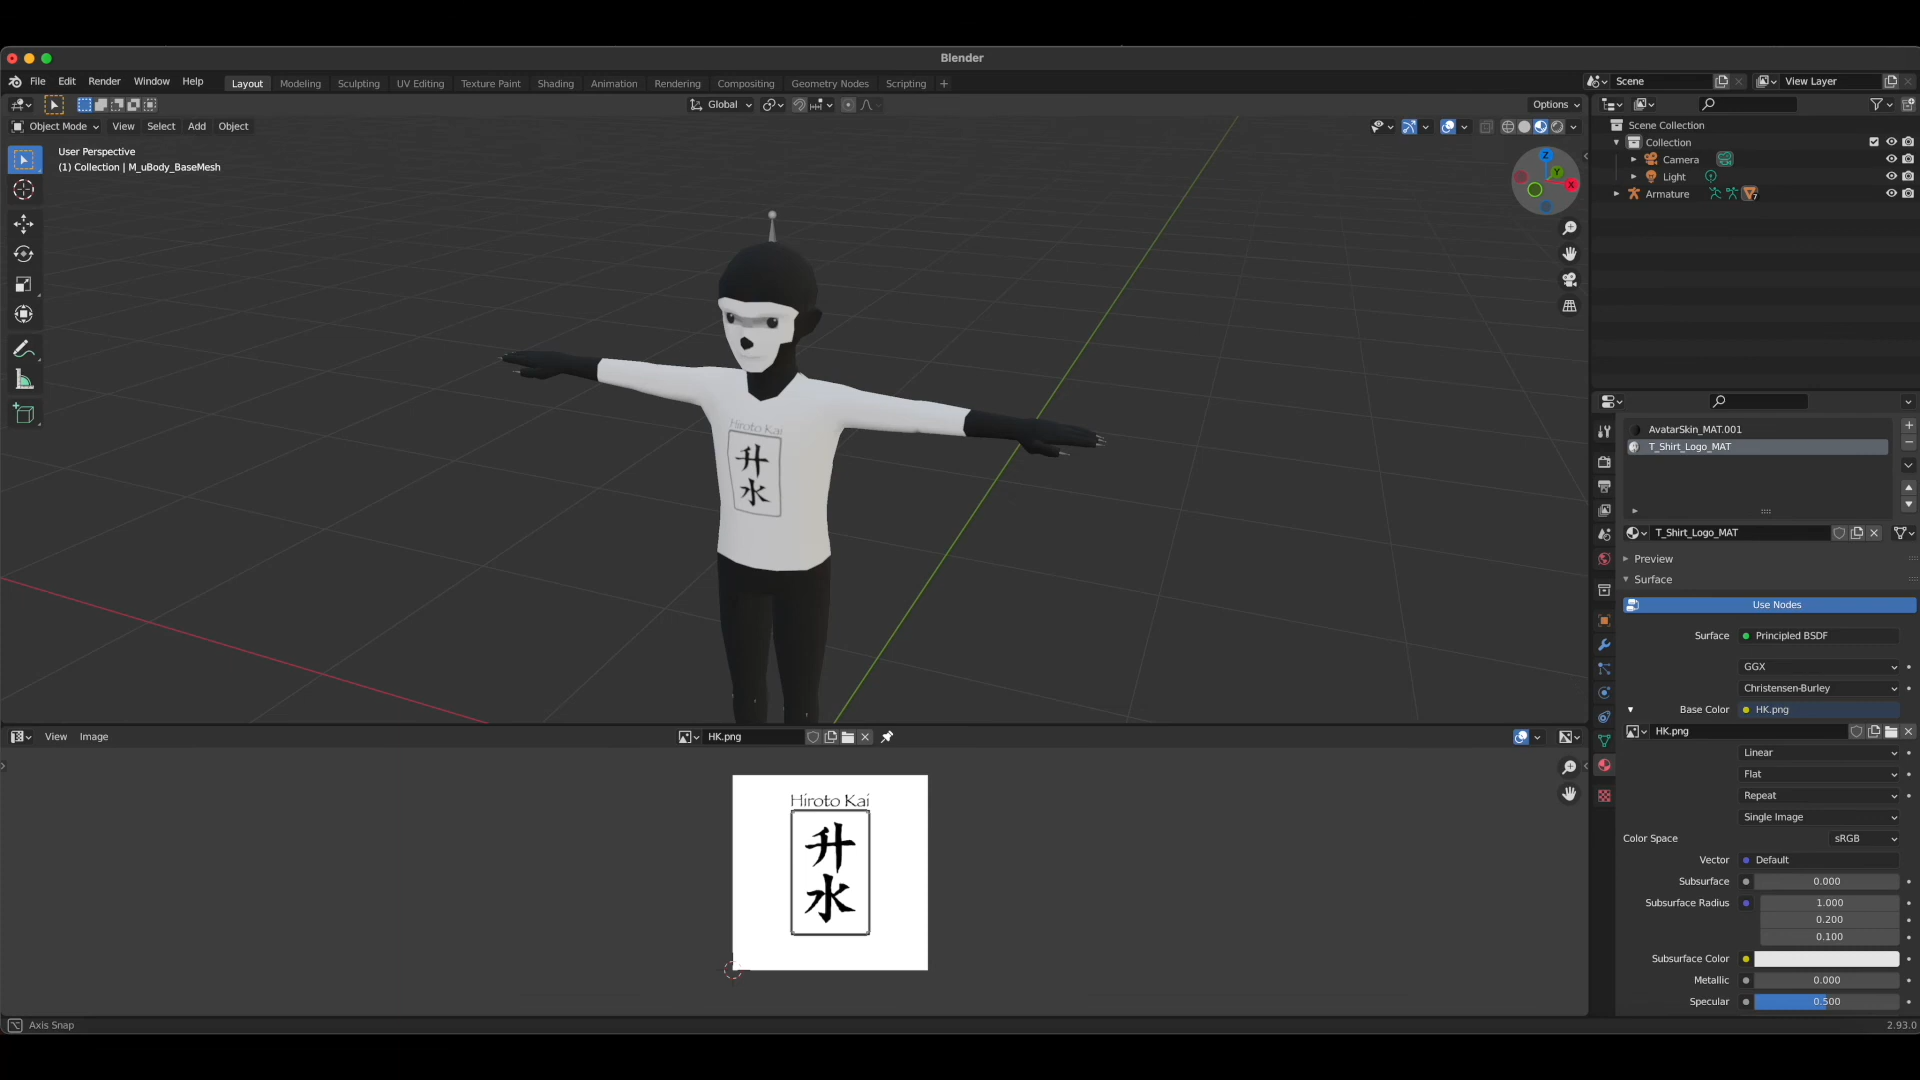 Blender
File Edit Render Window Help
Layout Modeling Sculpting UV Editing Texture Paint Shading Animation Rendering Compositing Geometry Nodes Scripting +
Scene
View Layer
Global
Options
Object Mode View Select Add Object
User Perspective
(1) Collection | M_uBody_BaseMesh
Z
Y
X
Hiroto Kai
升
水
Scene Collection
Collection
Camera
Light
Armature
7
AvatarSkin_MAT.001
T_Shirt_Logo_MAT
T_Shirt_Logo_MAT
Preview
Surface
Use Nodes
Surface Principled BSDF
GGX
Christensen-Burley
Base Color HK.png
HK.png
Linear
Flat
Repeat
Single Image
Color Space sRGB
Vector Default
Subsurface 0.000
Subsurface Radius 1.000
0.200
0.100
Subsurface Color
Metallic 0.000
Specular 0.500
View Image
HK.png
Hiroto Kai
升
水
Axis Snap
2.93.0